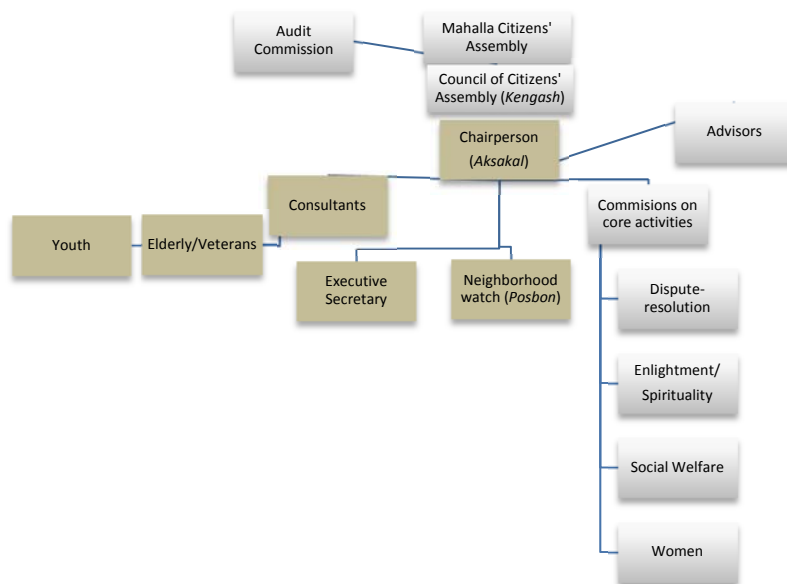 Audit
Commission
Mahalla Citizens'
Assembly
Council of Citizens'
Assembly (Kengash)
Chairperson
(Aksakal)
Advisors
Consultants
Commisions on
core activities
Youth
Elderly/Veterans
Executive
Secretary
Neighborhood
watch (Posbon)
Dispute-
resolution
Enlightment/
Spirituality
Social Welfare
Women